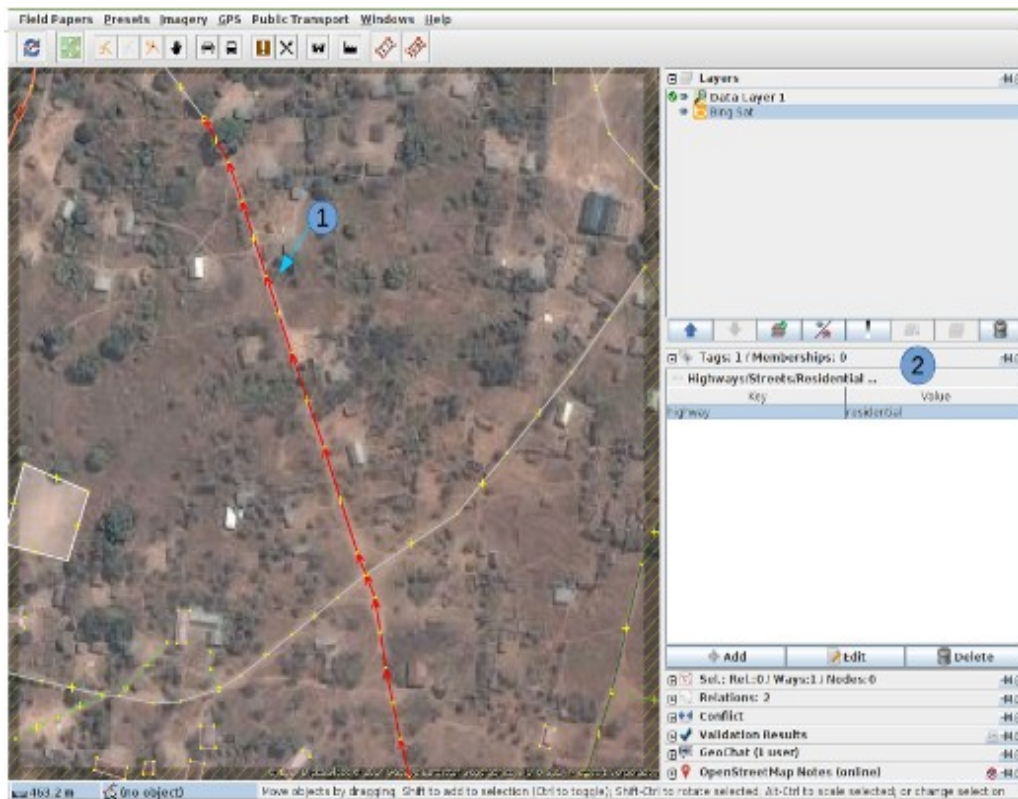 Field Papers Presets Imagery GPS Public Transport Windows Help
Layers
Data Layer 1
Bing Sat
1
Tags: 1 / Memberships: 0
2
Highways/Streets/Residential ...
Key Value
highway residential
Add Edit Delete
Sel.: Rel.:0 / Ways:1 / Nodes:0
Relations: 2
Conflict
Validation Results
GeoChat (1 user)
OpenStreetMap Notes (online)
463.2 m (no object) Move objects by dragging. Shift to add to selection (Ctrl to toggle); Shift-Ctrl to rotate selected; Alt-Ctrl to scale selected; or change selection